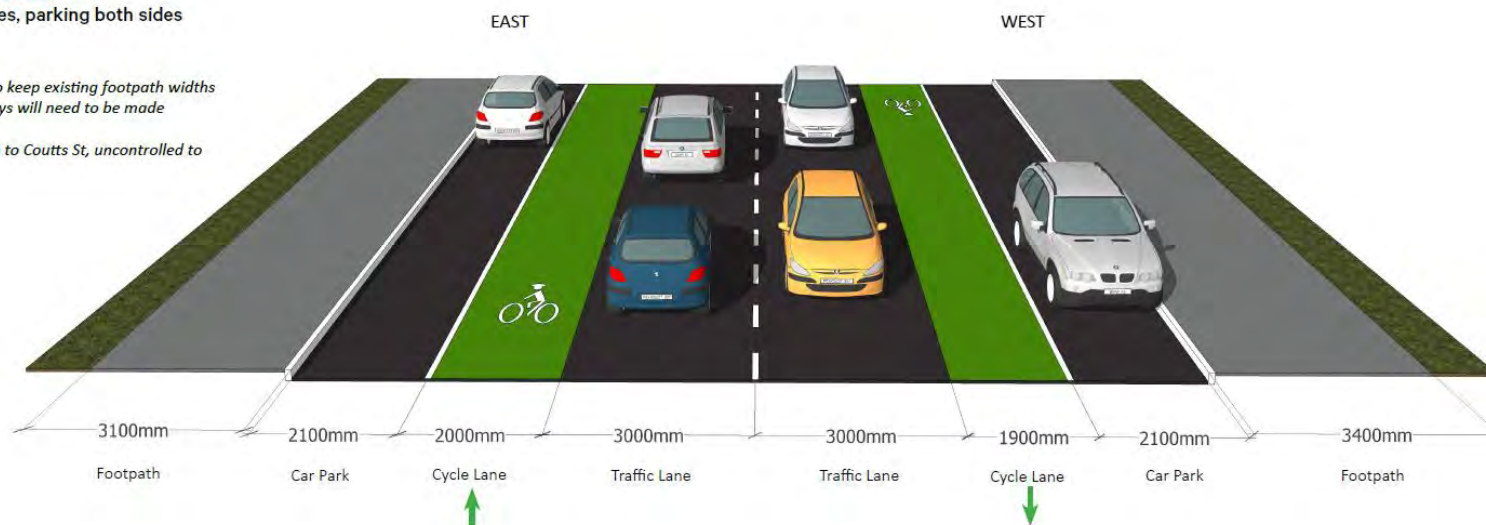 es, parking both sides
EAST
WEST
o keep existing footpath widths
ys will need to be made
to Coutts St, uncontrolled to
3100mm
2100mm
2000mm
3000mm
3000mm
1900mm
2100mm
3400mm
Footpath
Car Park
Cycle Lane
Traffic Lane
Traffic Lane
Cycle Lane
Car Park
Footpath